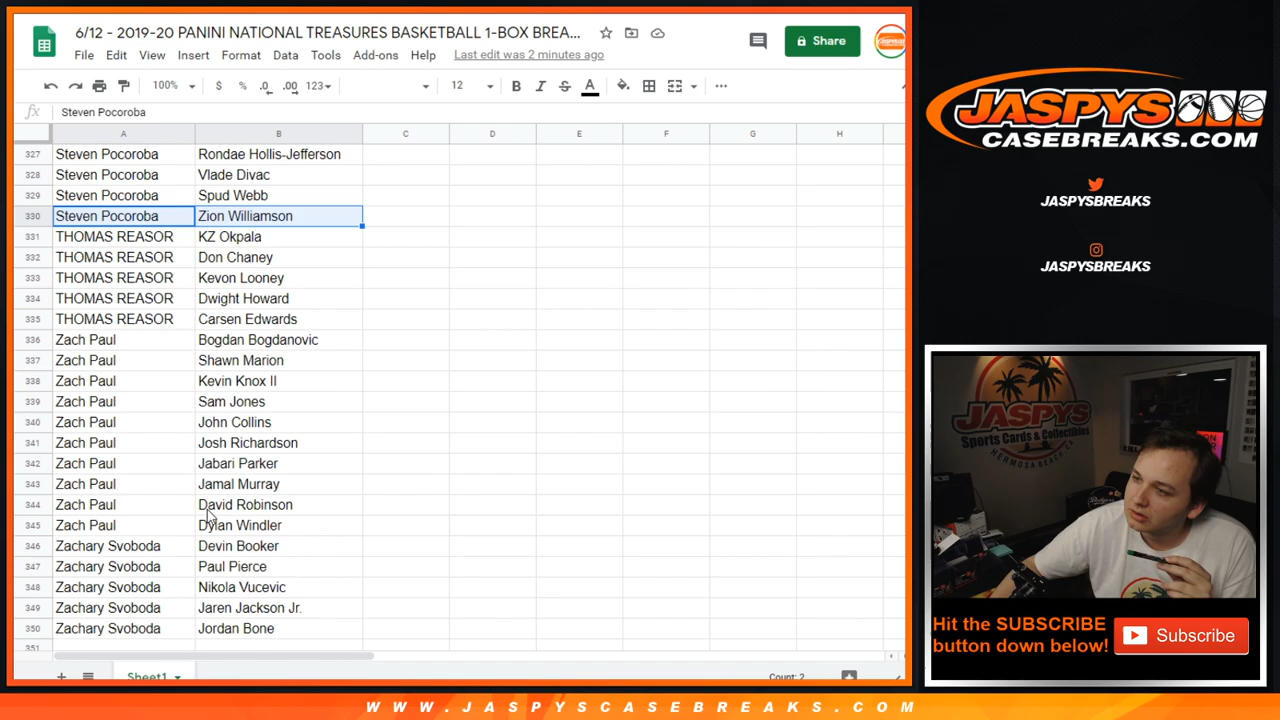 6/12 - 2019-20 PANINI NATIONAL TREASURES BASKETBALL 1-BOX BREA...
File Edit View Insert Format Data Tools Add-ons Help Last edit was 2 minutes ago
Share
100% $ % .0 .00 123 12 B I S A
fx Steven Pocoroba
A B C D E F G H
327 Steven Pocoroba Rondae Hollis-Jefferson
328 Steven Pocoroba Vlade Divac
329 Steven Pocoroba Spud Webb
330 Steven Pocoroba Zion Williamson
331 THOMAS REASOR KZ Okpala
332 THOMAS REASOR Don Chaney
333 THOMAS REASOR Kevon Looney
334 THOMAS REASOR Dwight Howard
335 THOMAS REASOR Carsen Edwards
336 Zach Paul Bogdan Bogdanovic
337 Zach Paul Shawn Marion
338 Zach Paul Kevin Knox II
339 Zach Paul Sam Jones
340 Zach Paul John Collins
341 Zach Paul Josh Richardson
342 Zach Paul Jabari Parker
343 Zach Paul Jamal Murray
344 Zach Paul David Robinson
345 Zach Paul Dylan Windler
346 Zachary Svoboda Devin Booker
347 Zachary Svoboda Paul Pierce
348 Zachary Svoboda Nikola Vucevic
349 Zachary Svoboda Jaren Jackson Jr.
350 Zachary Svoboda Jordan Bone
351
Sheet1
Count: 2
JASPYS
CASEBREAKS.COM
JASPYSBREAKS
JASPYSBREAKS
JASPYS
Sports Cards & Collectibles
HERMOSA BEACH CA
Hit the SUBSCRIBE
button down below!
Subscribe
WWW.JASPYSCASEBREAKS.COM